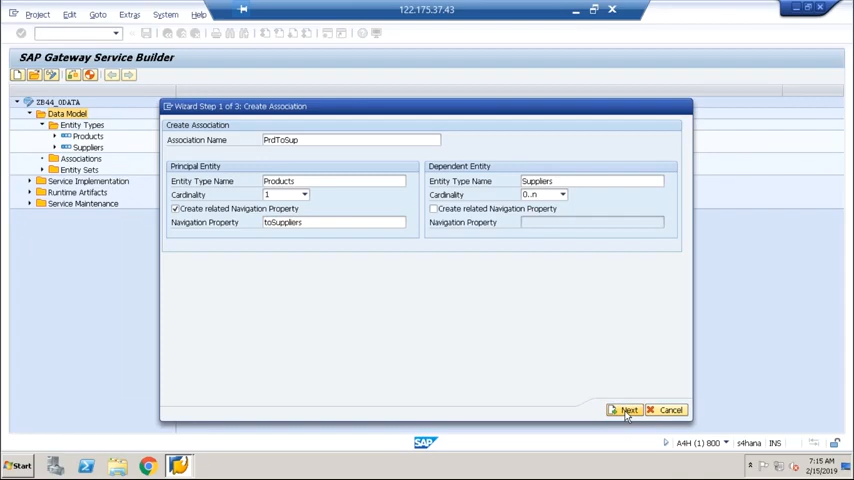 122.175.37.43
Project Edit Goto Extras System Help
SAP Gateway Service Builder
ZB44_ODATA
Data Model
Entity Types
Products
Suppliers
Associations
Entity Sets
Service Implementation
Runtime Artifacts
Service Maintenance
Wizard Step 1 of 3: Create Association
Create Association
Association Name PrdToSup
Principal Entity Dependent Entity
Entity Type Name Products Entity Type Name Suppliers
Cardinality 1 Cardinality 0..n
Create related Navigation Property Create related Navigation Property
Navigation Property toSuppliers Navigation Property
Next Cancel
SAP
A4H (1) 800 s4hana INS
Start
7:15 AM
2/15/2019